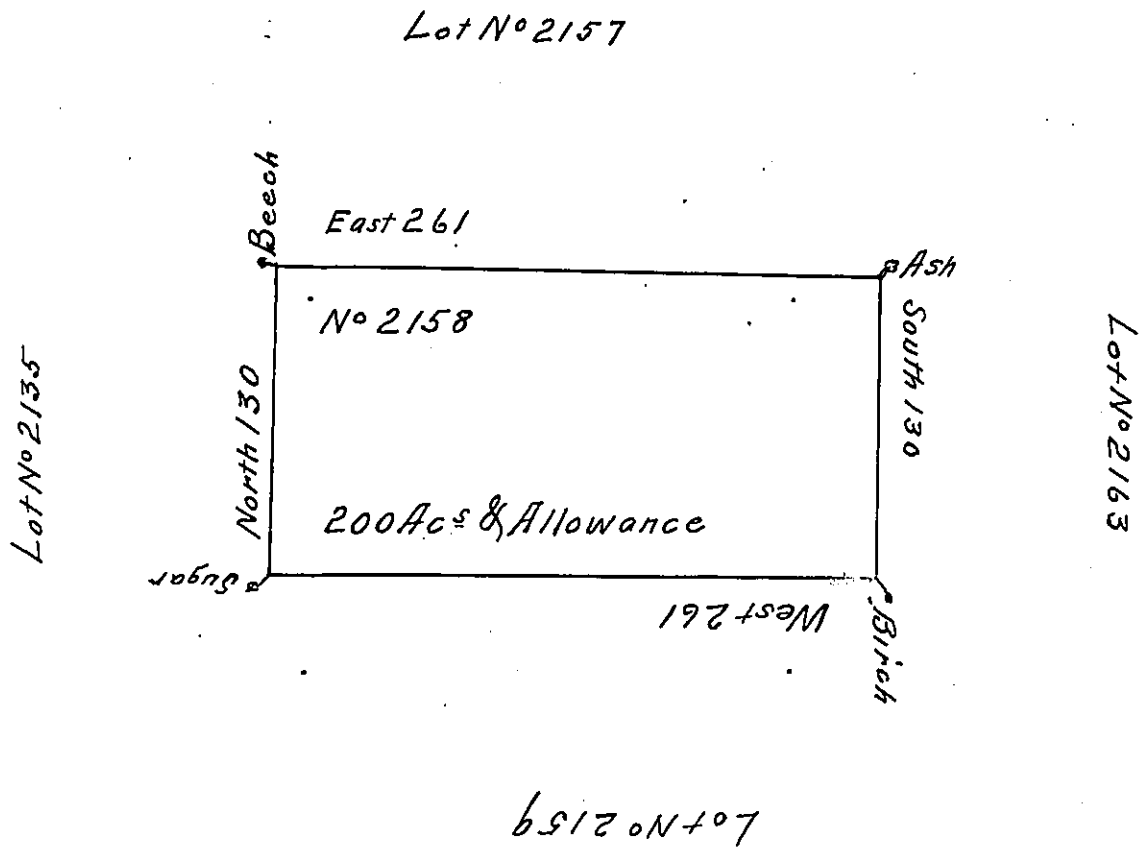 Lot Nº 2157
Beech
East 261
Ash
Nº 2158
Lot Nº 2135
North 130
South 130
Lot Nº 2163
200 Acˢ & Allowance
Sugar
West 261
Birch
Lot Nº 2159